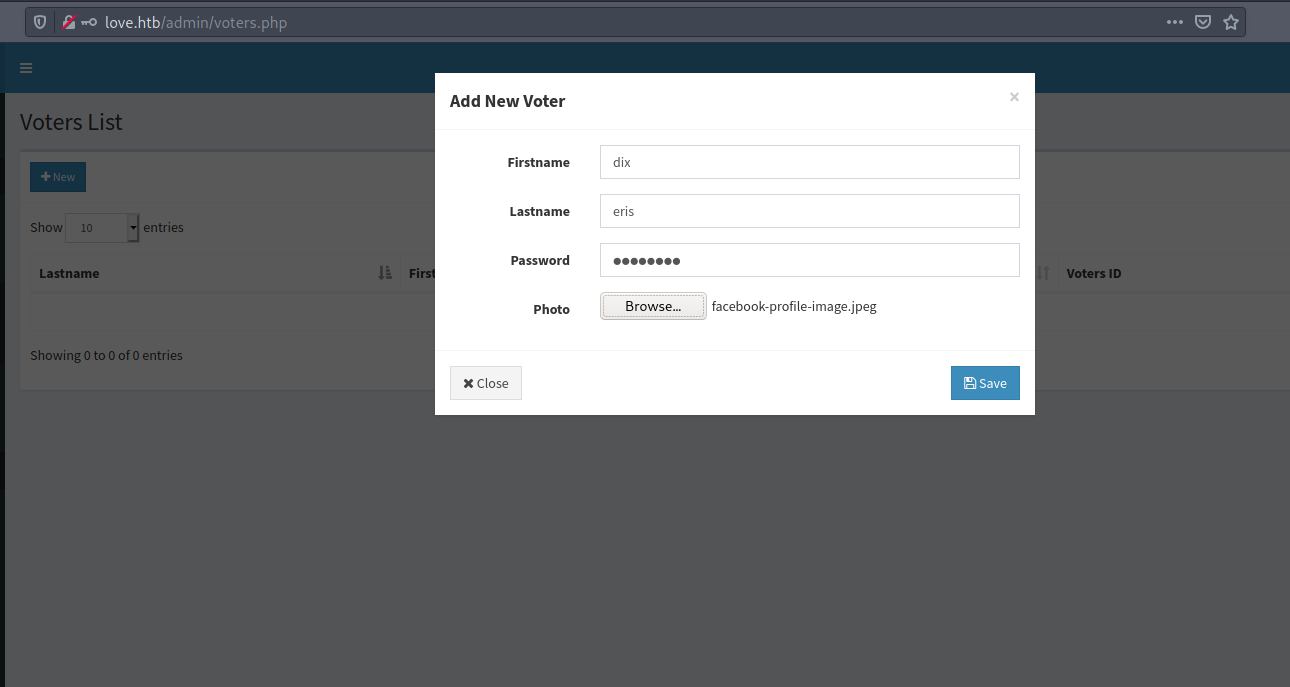 love.htb/admin/voters.php
Add New Voter ×
Voters List
Firstname dix
New
Lastname eris
Show 10 entries
Password ●●●●●●●●
Lastname First Voters ID
Photo Browse... facebook-profile-image.jpeg
Showing 0 to 0 of 0 entries
Close Save